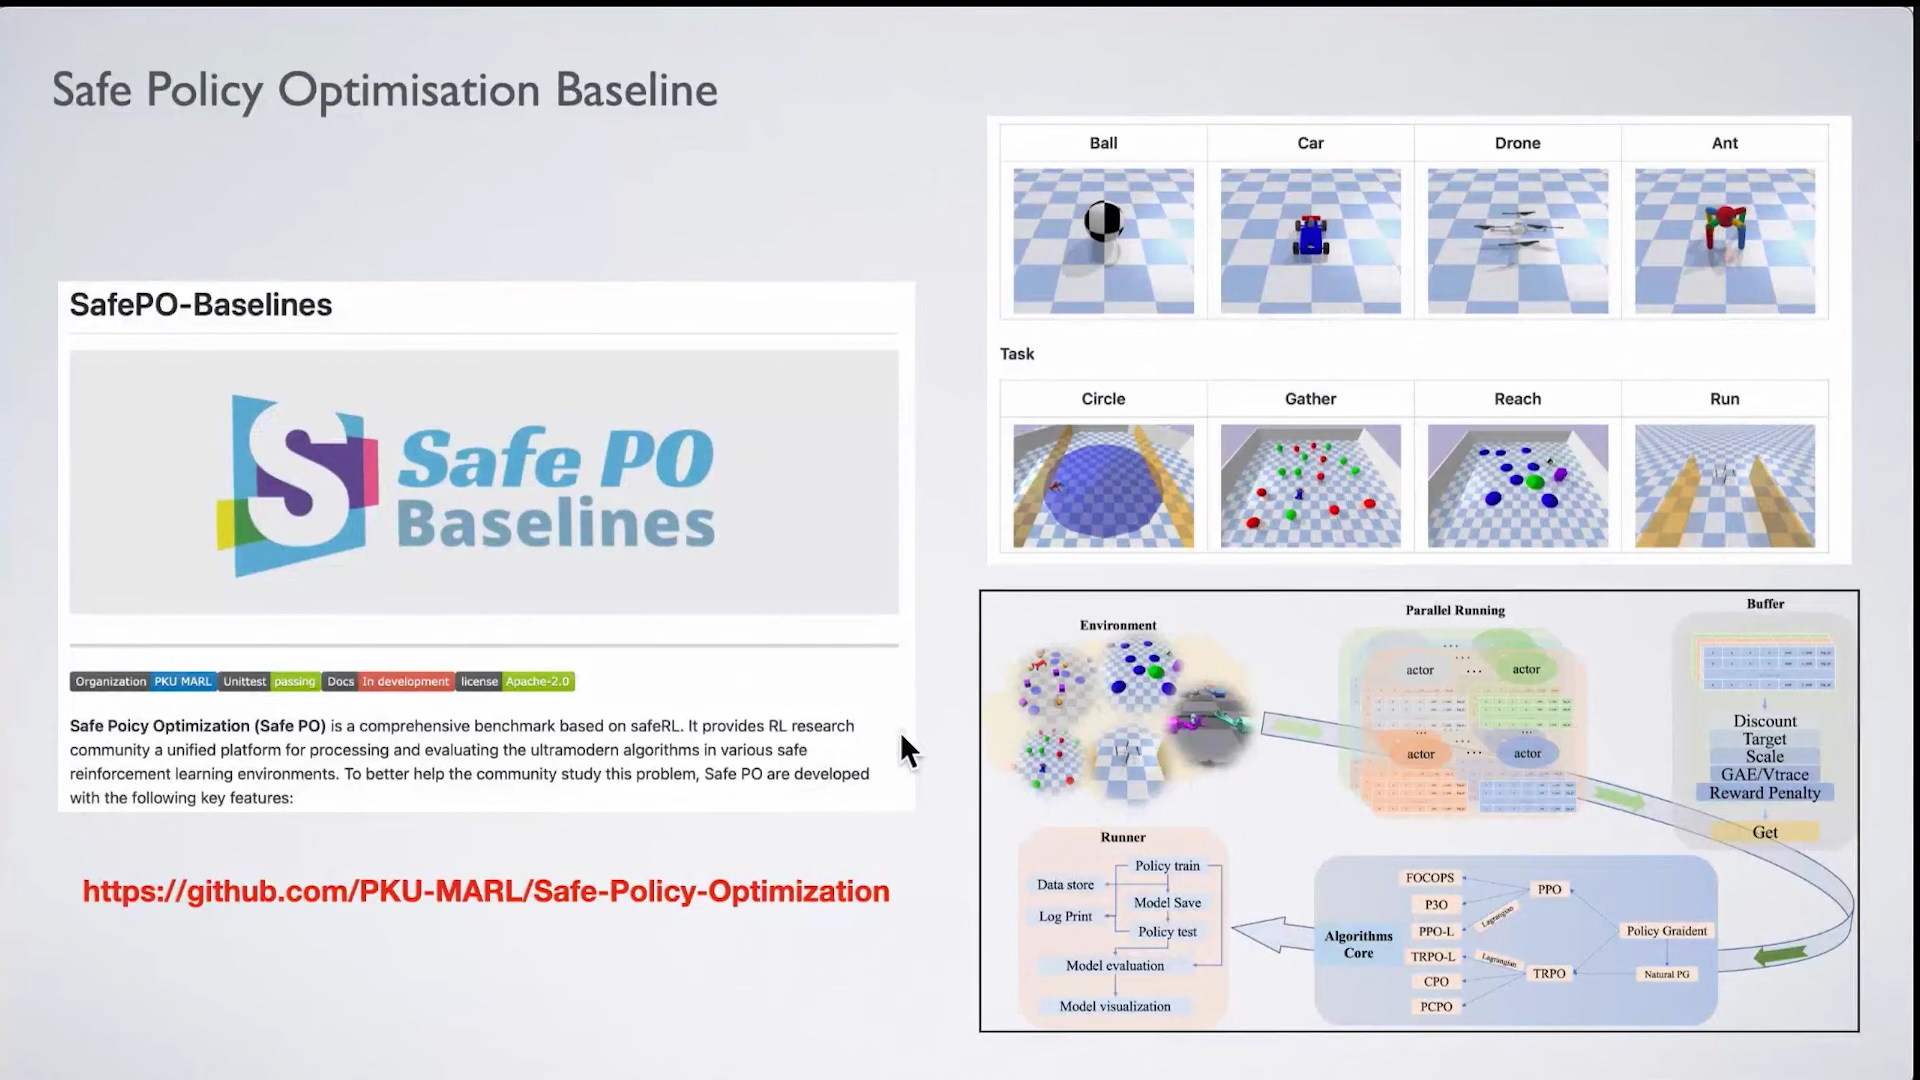 Safe Policy Optimisation Baseline
SafePO-Baselines
S Safe PO
Baselines
Organization PKU MARL Unittest passing Docs In development license Apache-2.0
Safe Poicy Optimization (Safe PO) is a comprehensive benchmark based on safeRL. It provides RL research
community a unified platform for processing and evaluating the ultramodern algorithms in various safe
reinforcement learning environments. To better help the community study this problem, Safe PO are developed
with the following key features:
https://github.com/PKU-MARL/Safe-Policy-Optimization
Ball Car Drone Ant
Task
Circle Gather Reach Run
Environment
Parallel Running
actor ... actor
actor ... actor
Buffer
Discount
Target
Scale
GAE/Vtrace
Reward Penalty
Get
Runner
Policy train
Data store
Model Save
Log Print
Policy test
Model evaluation
Model visualization
Algorithms
Core
FOCOPS
P3O
PPO-L
TRPO-L
CPO
PCPO
PPO
Lagrangian
Lagrangian
TRPO
Policy Graident
Natural PG